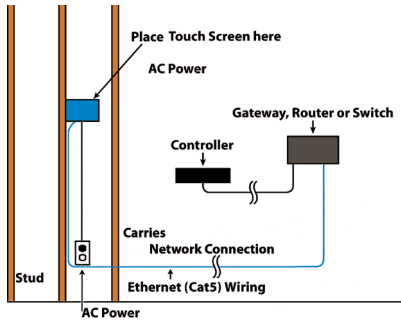 Place Touch Screen here
AC Power
Gateway, Router or Switch
Controller
Carries
Network Connection
Stud
Ethernet (Cat5) Wiring
AC Power